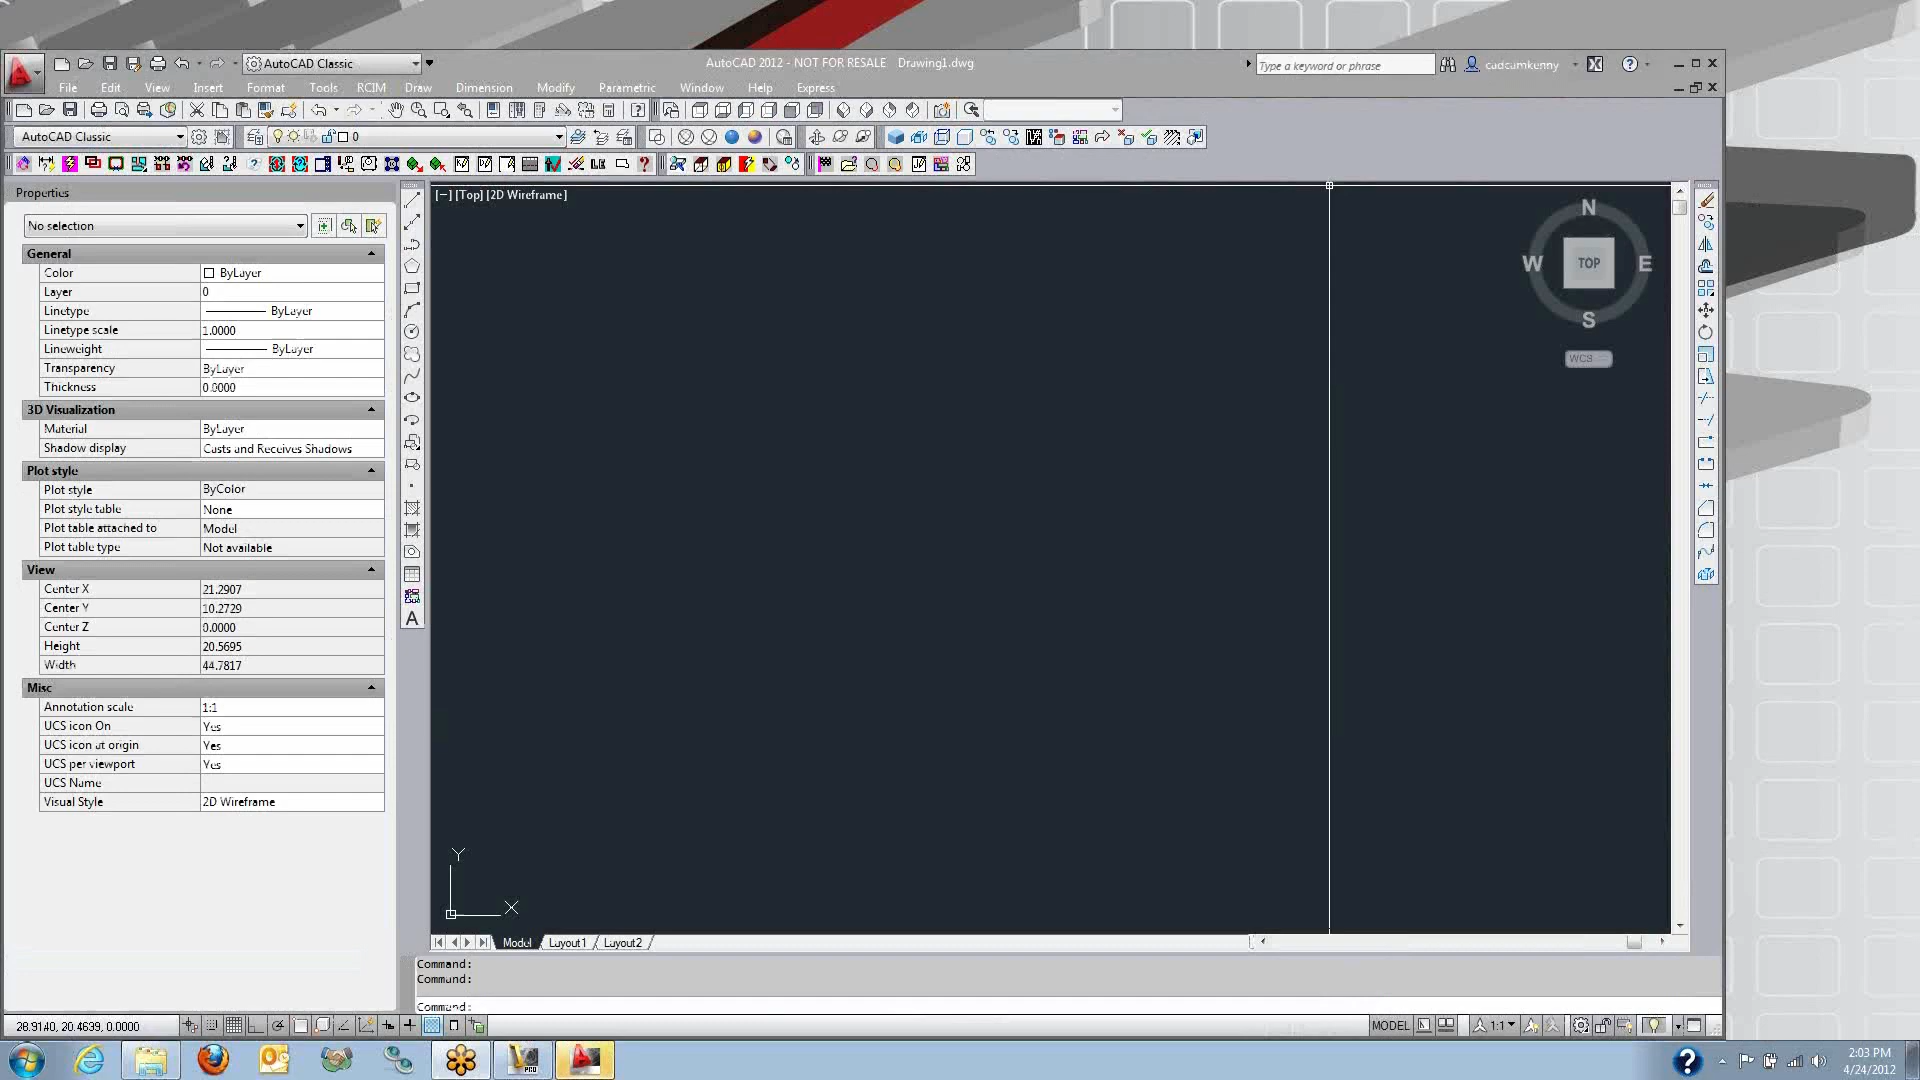 AutoCAD Classic
AutoCAD 2012 - NOT FOR RESALE Drawing1.dwg
Type a keyword or phrase
cadcamkenny
File Edit View Insert Format Tools RCIM Draw Dimension Modify Parametric Window Help Express
AutoCAD Classic
0
Properties
No selection
General
Color ByLayer
Layer 0
Linetype ByLayer
Linetype scale 1.0000
Lineweight ByLayer
Transparency ByLayer
Thickness 0.0000
3D Visualization
Material ByLayer
Shadow display Casts and Receives Shadows
Plot style
Plot style ByColor
Plot style table None
Plot table attached to Model
Plot table type Not available
View
Center X 21.2907
Center Y 10.2729
Center Z 0.0000
Height 20.5695
Width 44.7817
Misc
Annotation scale 1:1
UCS icon On Yes
UCS icon at origin Yes
UCS per viewport Yes
UCS Name
Visual Style 2D Wireframe
[−] [Top] [2D Wireframe]
N
W TOP E
S
WCS
Y
X
A
Model Layout1 Layout2
Command:
Command:
Command:
28.9140, 20.4639, 0.0000
MODEL
1:1
PRO
2:03 PM
4/24/2012